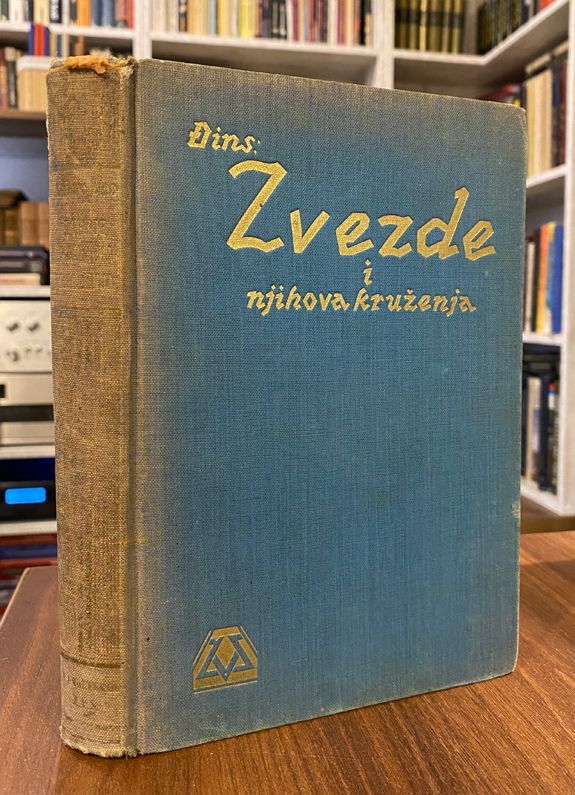 Đins:
Zvezde
i
njihova kruženja